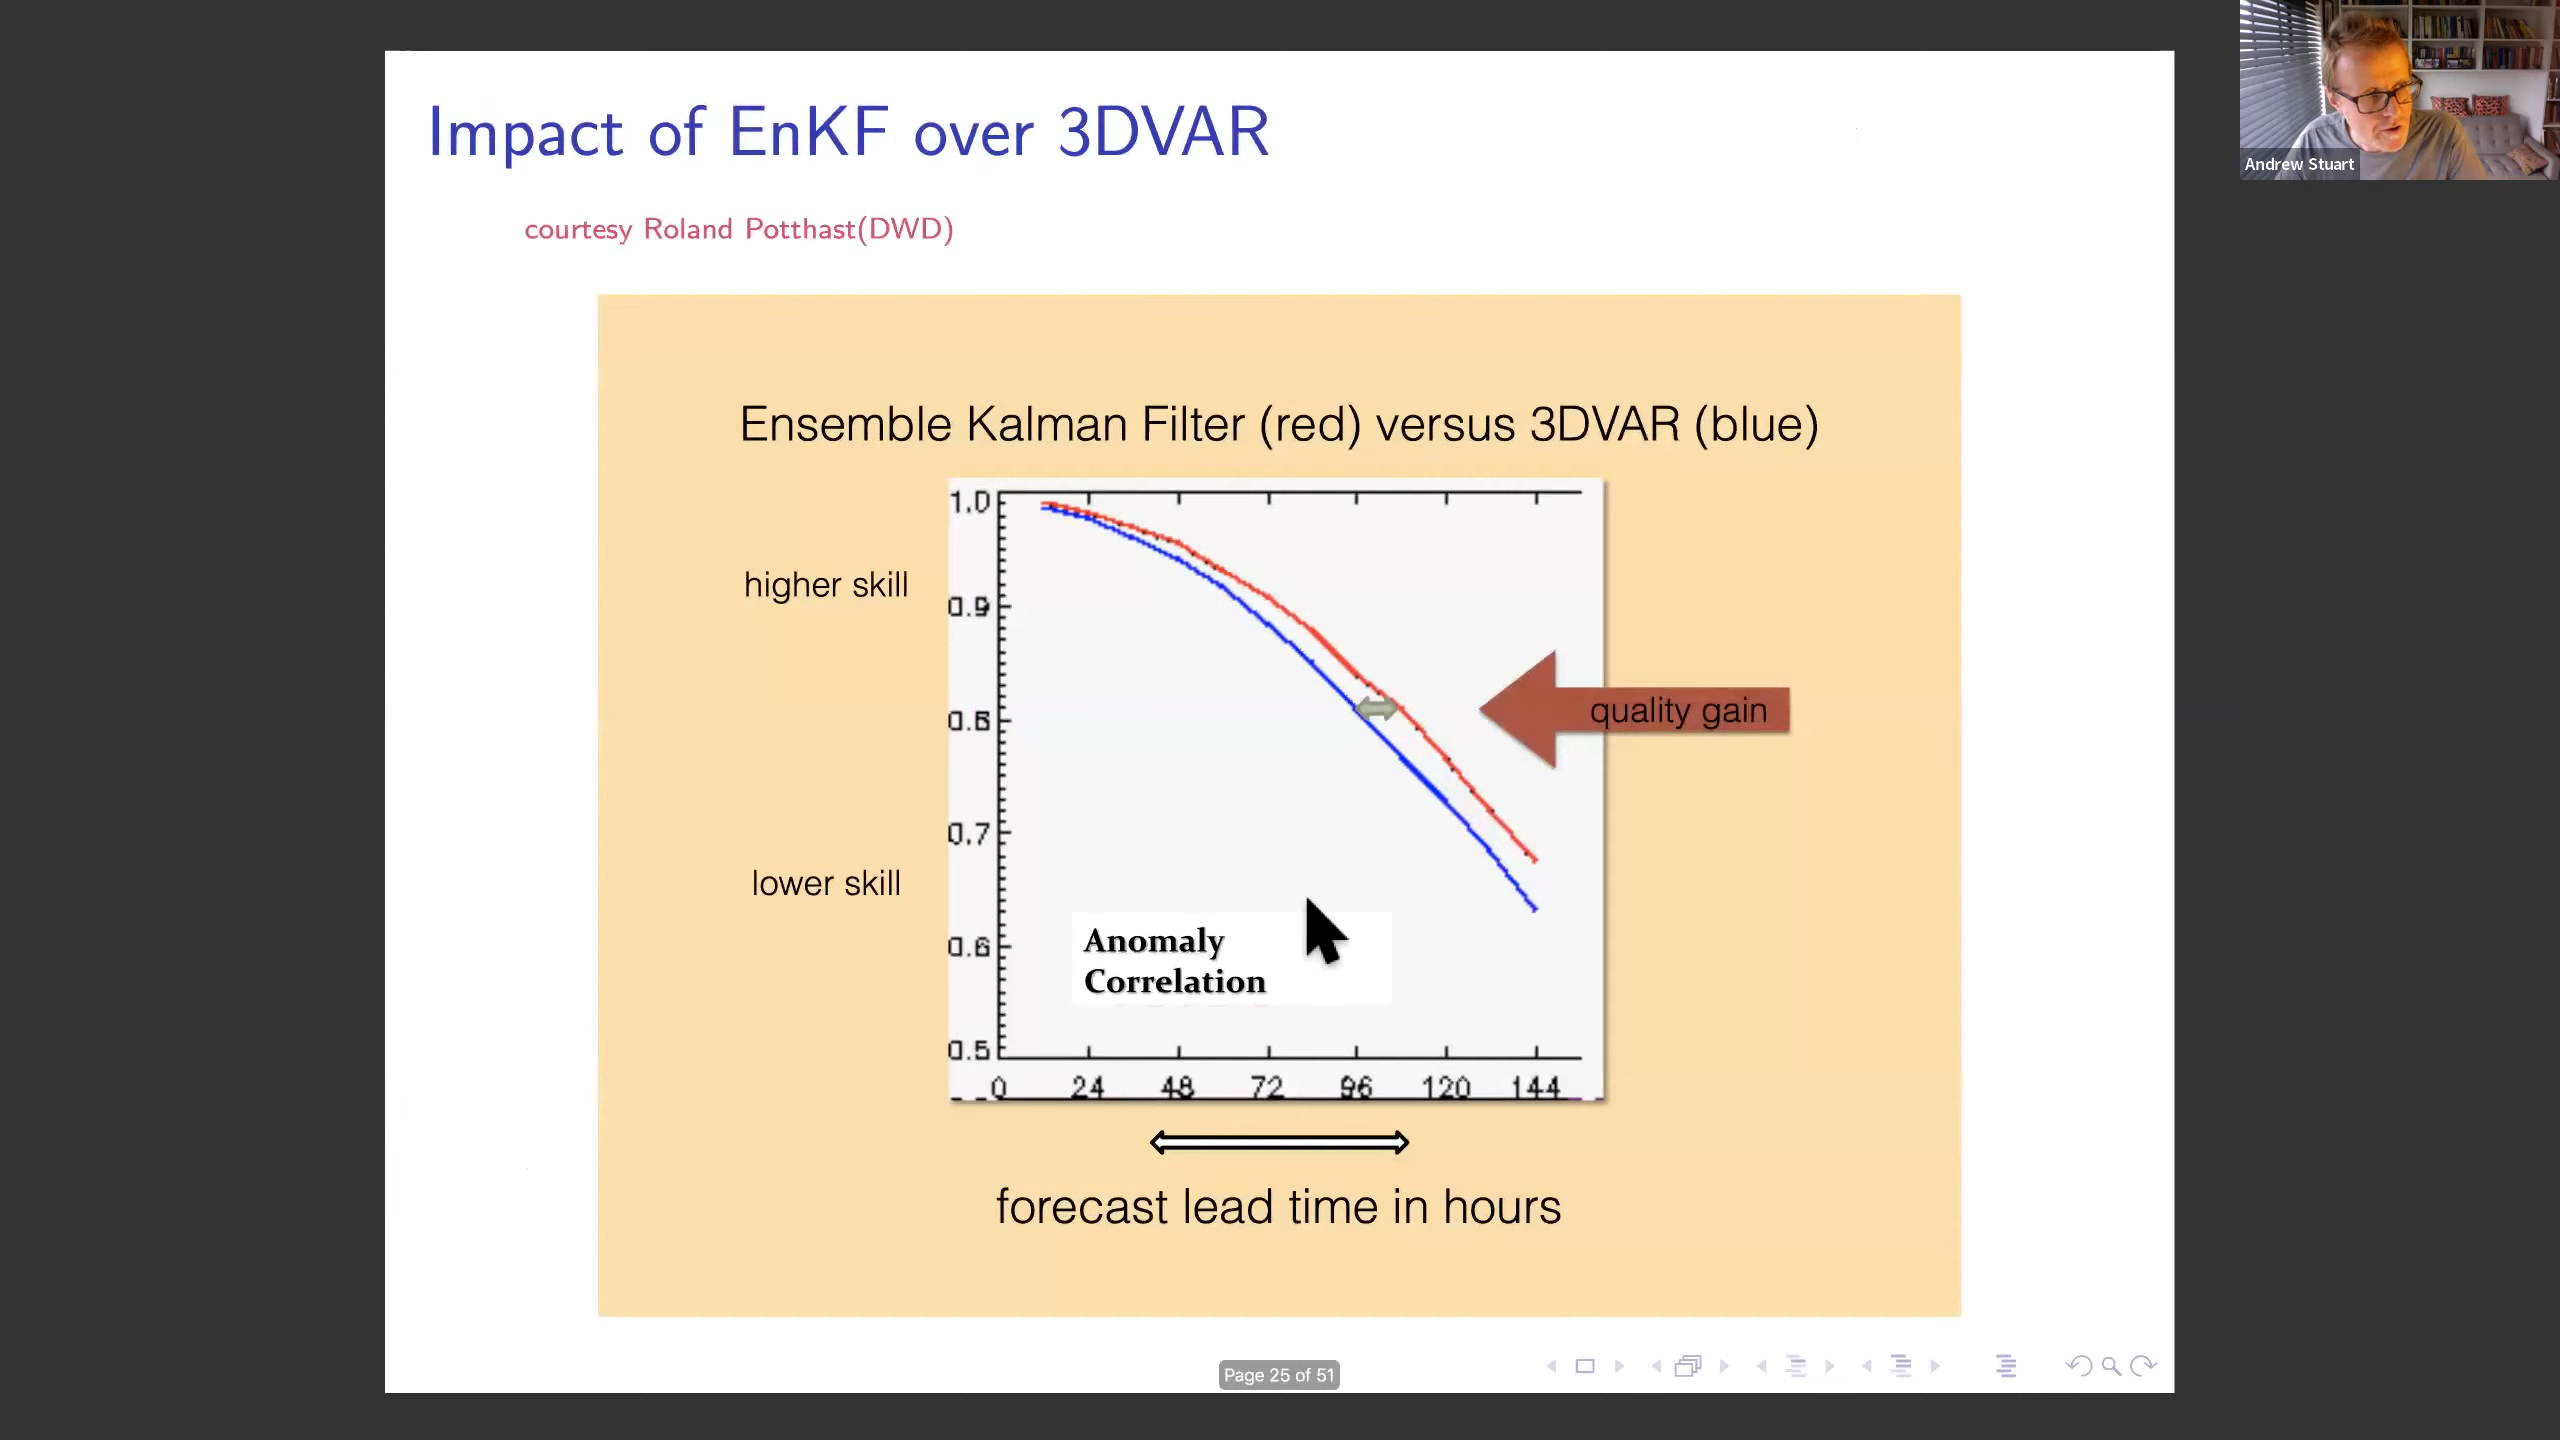 Impact of EnKF over 3DVAR
Andrew Stuart
courtesy Roland Potthast(DWD)
Ensemble Kalman Filter (red) versus 3DVAR (blue)
1.0
higher skill
0.9
0.8
quality gain
0.7
lower skill
0.6
Anomaly
Correlation
0.5
0 24 48 72 96 120 144
forecast lead time in hours
Page 25 of 51